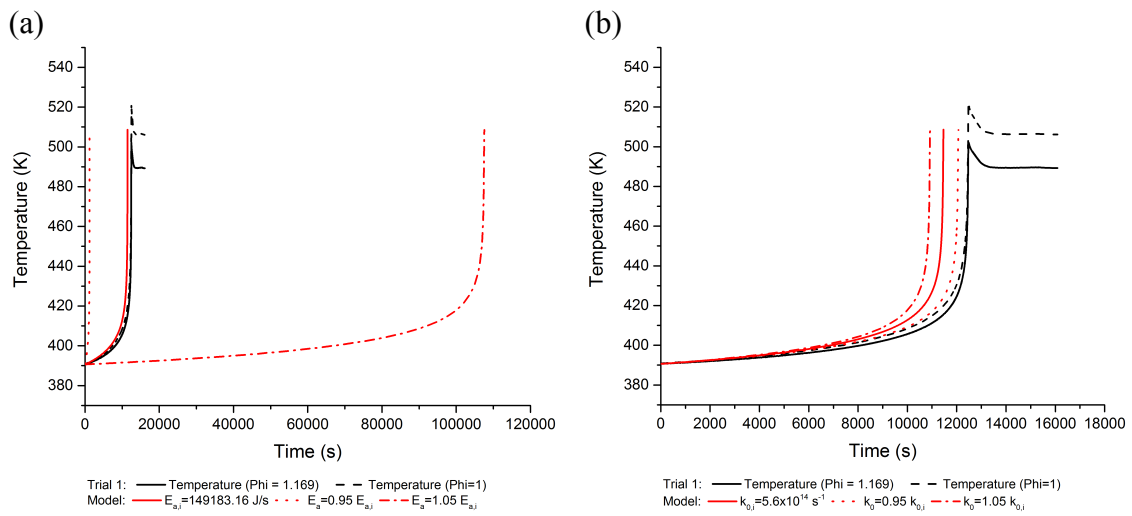 (a)
540
520
500
480
460
440
420
400
380
Temperature (K)
0 20000 40000 60000 80000 100000 120000
Time (s)
Trial 1: Temperature (Phi = 1.169) Temperature (Phi=1)
Model: Ea,i=149183.16 J/s Ea=0.95 Ea,i Ea=1.05 Ea,i
(b)
540
520
500
480
460
440
420
400
380
Temperature (K)
0 2000 4000 6000 8000 10000 12000 14000 16000 18000
Time (s)
Trial 1: Temperature (Phi = 1.169) Temperature (Phi=1)
Model: k0,i=5.6x10¹⁴ s⁻¹ k0=0.95 k0,i k0=1.05 k0,i